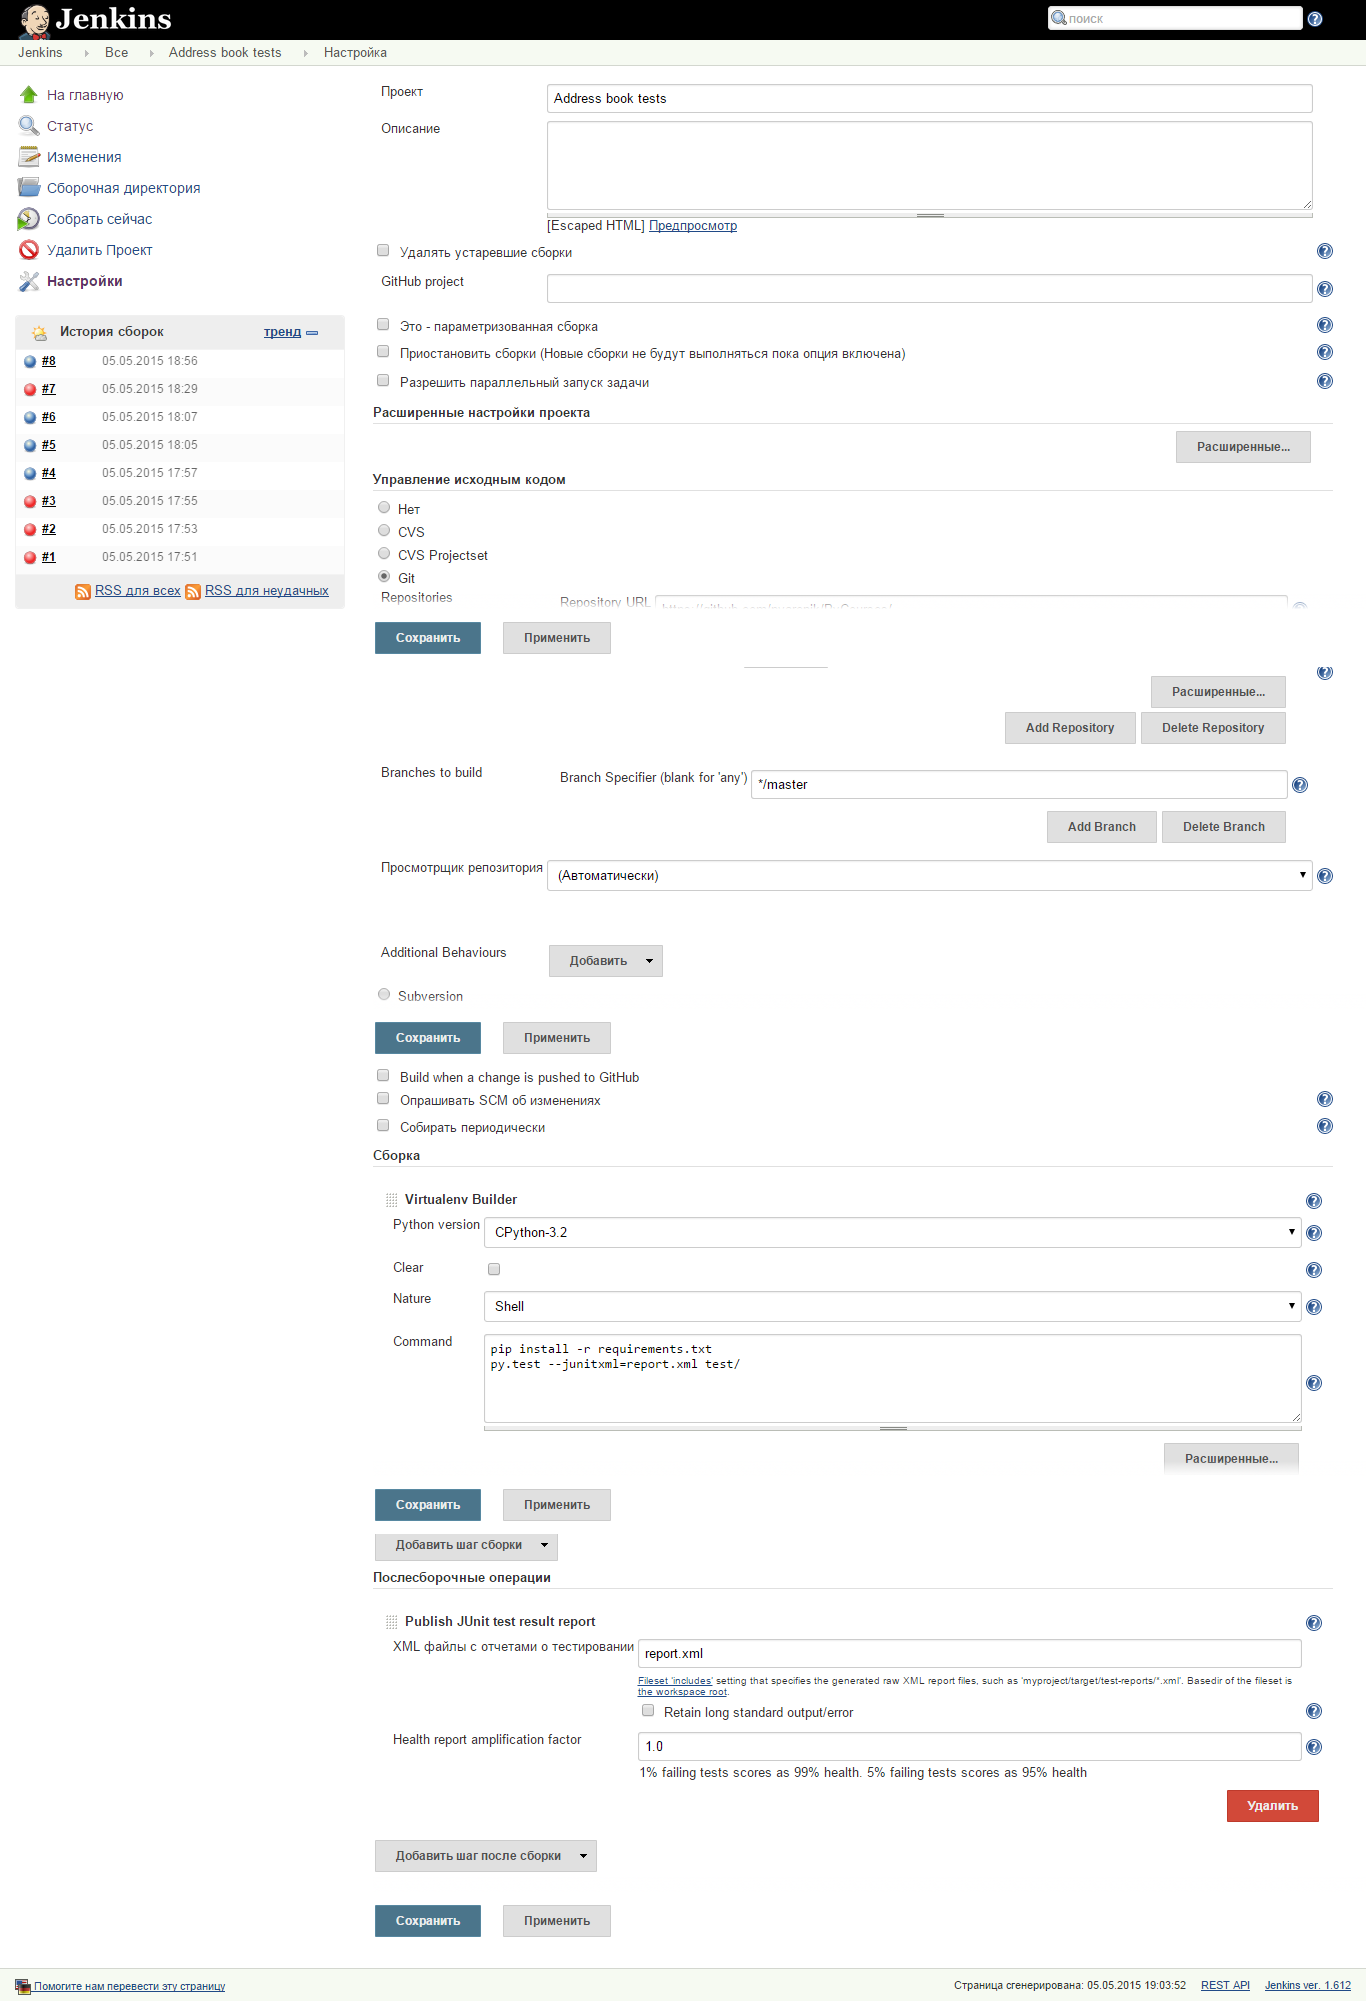 Jenkins
поиск
Jenkins Все Address book tests Настройка
На главную
Статус
Изменения
Сборочная директория
Собрать сейчас
Удалить Проект
Настройки
История сборок тренд
#8 05.05.2015 18:56
#7 05.05.2015 18:29
#6 05.05.2015 18:07
#5 05.05.2015 18:05
#4 05.05.2015 17:57
#3 05.05.2015 17:55
#2 05.05.2015 17:53
#1 05.05.2015 17:51
RSS для всех RSS для неудачных
Проект Address book tests
Описание
[Escaped HTML] Предпросмотр
Удалять устаревшие сборки
GitHub project
Это - параметризованная сборка
Приостановить сборки (Новые сборки не будут выполняться пока опция включена)
Разрешить параллельный запуск задачи
Расширенные настройки проекта
Расширенные...
Управление исходным кодом
Нет
CVS
CVS Projectset
Git
Repositories Repository URL
Сохранить Применить
Расширенные...
Add Repository Delete Repository
Branches to build Branch Specifier (blank for 'any') */master
Add Branch Delete Branch
Просмотрщик репозитория (Автоматически)
Additional Behaviours Добавить
Subversion
Сохранить Применить
Build when a change is pushed to GitHub
Опрашивать SCM об изменениях
Собирать периодически
Сборка
Virtualenv Builder
Python version CPython-3.2
Clear
Nature Shell
Command pip install -r requirements.txt
py.test --junitxml=report.xml test/
Расширенные...
Сохранить Применить
Добавить шаг сборки
Послесборочные операции
Publish JUnit test result report
XML файлы с отчетами о тестировании report.xml
Fileset 'includes' setting that specifies the generated raw XML report files, such as 'myproject/target/test-reports/*.xml'. Basedir of the fileset is
the workspace root.
Retain long standard output/error
Health report amplification factor 1.0
1% failing tests scores as 99% health. 5% failing tests scores as 95% health
Удалить
Добавить шаг после сборки
Сохранить Применить
Помогите нам перевести эту страницу Страница сгенерирована: 05.05.2015 19:03:52 REST API Jenkins ver. 1.612